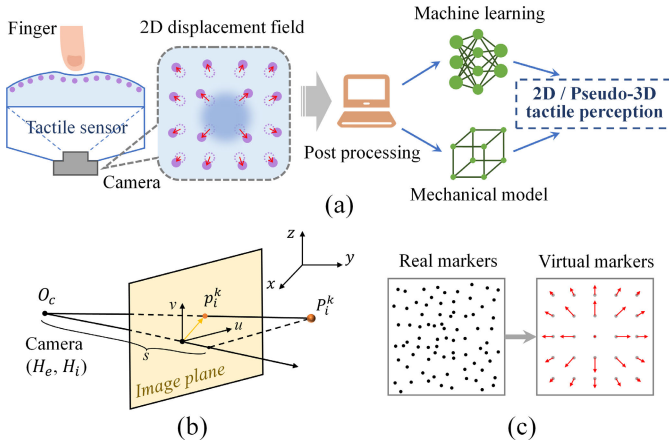 Finger
2D displacement field
Machine learning
Tactile sensor
Camera
Post processing
2D / Pseudo-3D
tactile perception
Mechanical model
(a)
z
y
x
O_c
v
p_i^k
P_i^k
u
s
Camera
(H_e, H_i)
Image plane
(b)
Real markers
Virtual markers
(c)